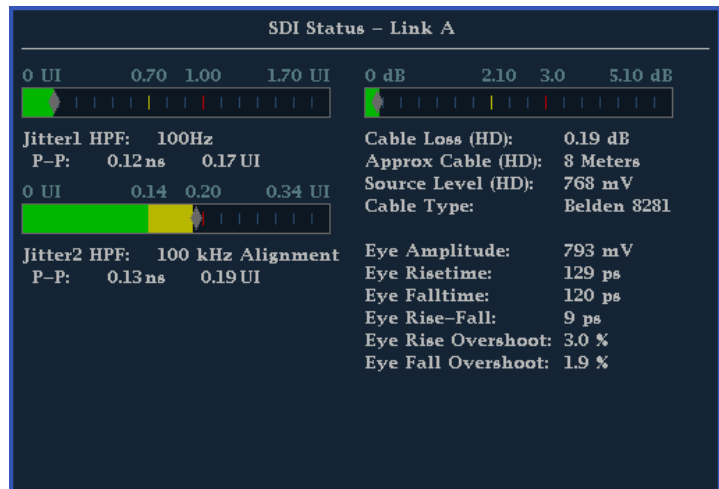 SDI Status – Link A
0 UI 0.70 1.00 1.70 UI
Jitter1 HPF: 100Hz
P–P: 0.12 ns 0.17 UI
0 UI 0.14 0.20 0.34 UI
Jitter2 HPF: 100 kHz Alignment
P–P: 0.13 ns 0.19 UI
0 dB 2.10 3.0 5.10 dB
Cable Loss (HD): 0.19 dB
Approx Cable (HD): 8 Meters
Source Level (HD): 768 mV
Cable Type: Belden 8281
Eye Amplitude: 793 mV
Eye Risetime: 129 ps
Eye Falltime: 120 ps
Eye Rise–Fall: 9 ps
Eye Rise Overshoot: 3.0 %
Eye Fall Overshoot: 1.9 %